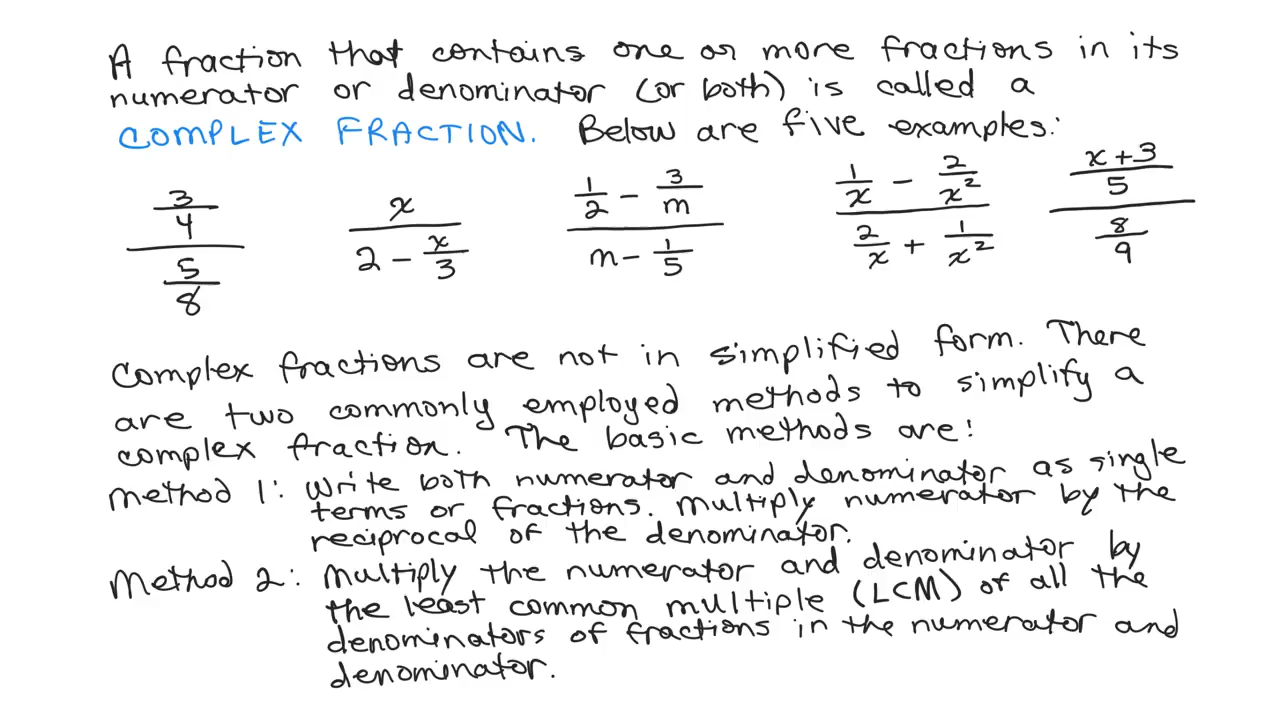 A fraction that contains one or more fractions in its
numerator or denominator (or both) is called a
COMPLEX FRACTION. Below are five examples:
(3/4)/(5/8)   x/(2 - x/3)   (1/2 - 3/m)/(m - 1/5)   (1/x - 2/x²)/(2/x + 1/x²)   ((x+3)/5)/(8/9)
Complex fractions are not in simplified form. There
are two commonly employed methods to simplify a
complex fraction. The basic methods are:
Method 1: Write both numerator and denominator as single
terms or fractions. Multiply numerator by the
reciprocal of the denominator.
Method 2: Multiply the numerator and denominator by
the least common multiple (LCM) of all the
denominators of fractions in the numerator and
denominator.